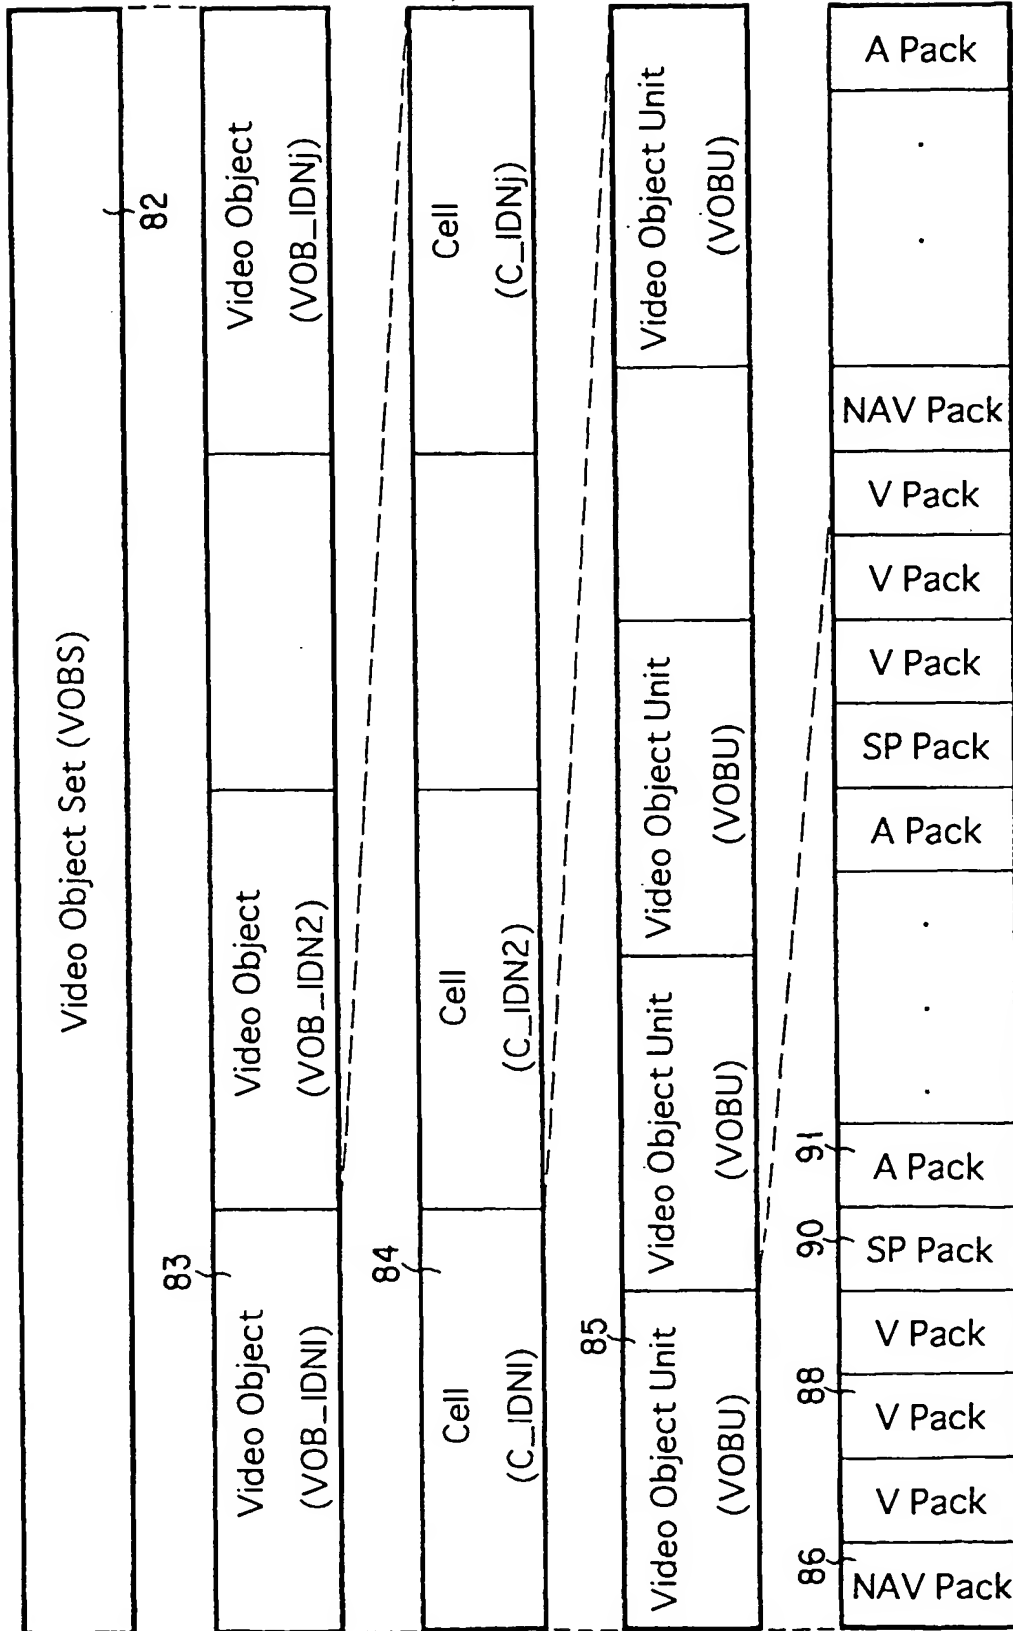 Video Object Set (VOBS)
82
83
Video Object
(VOB_IDN1)
Video Object
(VOB_IDN2)
Video Object
(VOB_IDNj)
84
Cell
(C_IDN1)
Cell
(C_IDN2)
Cell
(C_IDNj)
85
Video Object Unit
(VOBU)
Video Object Unit
(VOBU)
Video Object Unit
(VOBU)
Video Object Unit
(VOBU)
86
88
90
91
NAV Pack
V Pack
V Pack
V Pack
SP Pack
A Pack
. . .
A Pack
SP Pack
V Pack
V Pack
V Pack
NAV Pack
. .
A Pack